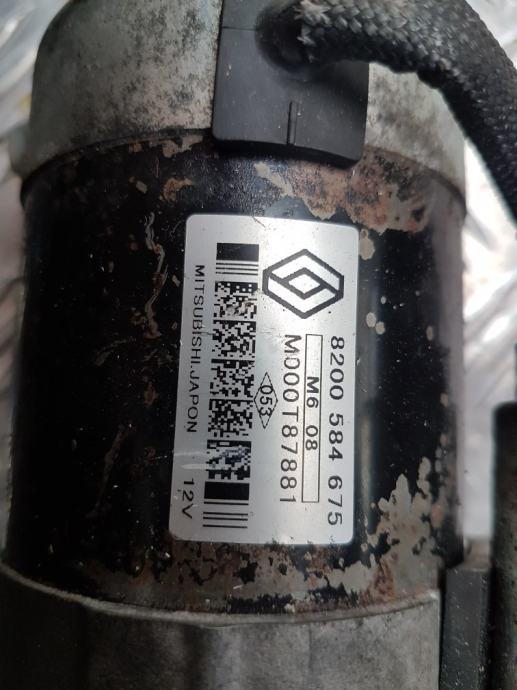 8200 584 675
M6 08
M000T87881
053
MITSUBISHI.JAPON 12V